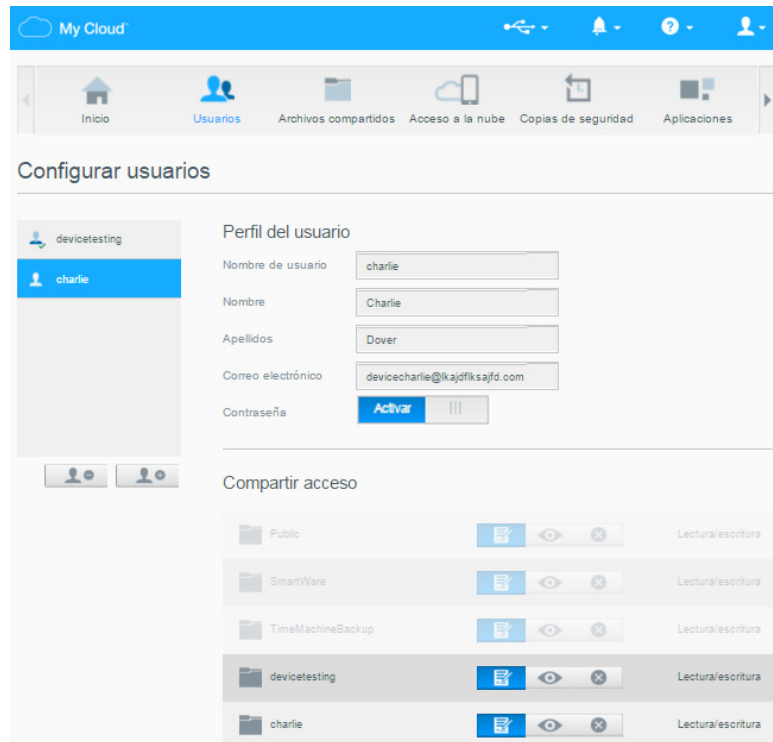 My Cloud
Inicio
Usuarios
Archivos compartidos
Acceso a la nube
Copias de seguridad
Aplicaciones
Configurar usuarios
devicetesting
charlie
Perfil del usuario
Nombre de usuario charlie
Nombre Charlie
Apellidos Dover
Correo electrónico devicecharlie@lkajdflksajfd.com
Contraseña Activar
Compartir acceso
Public Lectura/escritura
SmartWare Lectura/escritura
TimeMachineBackup Lectura/escritura
devicetesting Lectura/escritura
charlie Lectura/escritura